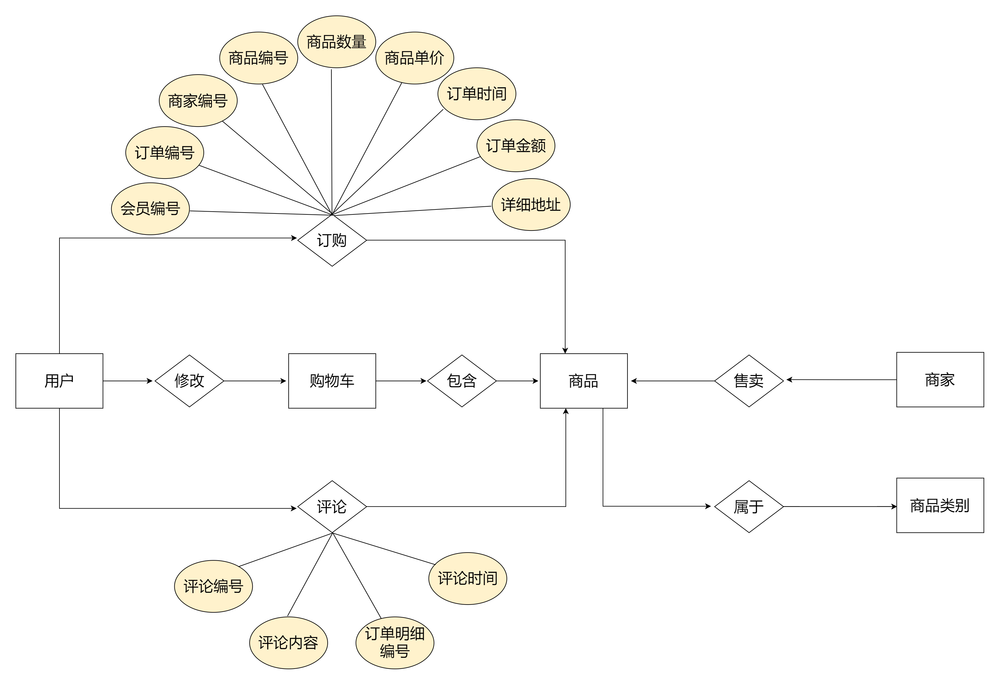 商品数量
商品编号
商品单价
订单时间
商家编号
订单金额
订单编号
详细地址
会员编号
订购
用户
修改
购物车
包含
商品
售卖
商家
评论
属于
商品类别
评论编号
评论时间
评论内容
订单明细
编号